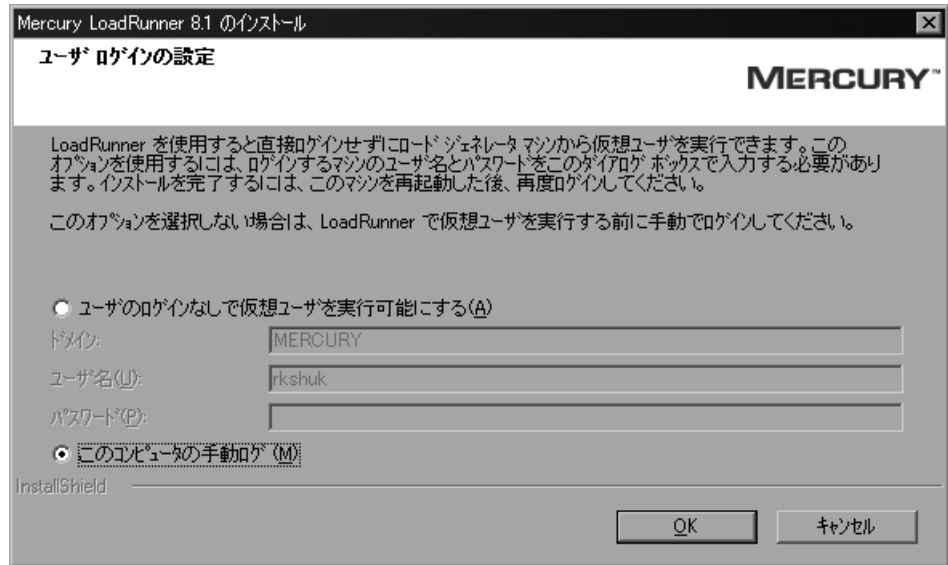 Mercury LoadRunner 8.1 のインストール
ユーザ ログインの設定
MERCURY™
LoadRunner を使用すると直接ログインせずにロード ジェネレータ マシンから仮想ユーザを実行できます。この
オプションを使用するには、ログインするマシンのユーザ名とパスワードをこのダイアログ ボックスで入力する必要があり
ます。インストールを完了するには、このマシンを再起動した後、再度ログインしてください。
このオプションを選択しない場合は、LoadRunner で仮想ユーザを実行する前に手動でログインしてください。
ユーザのログインなしで仮想ユーザを実行可能にする(A)
ドメイン:
MERCURY
ユーザ名(U):
rkshuk
パスワード(P):
このコンピュータの手動ログ (M)
InstallShield
OK
キャンセル